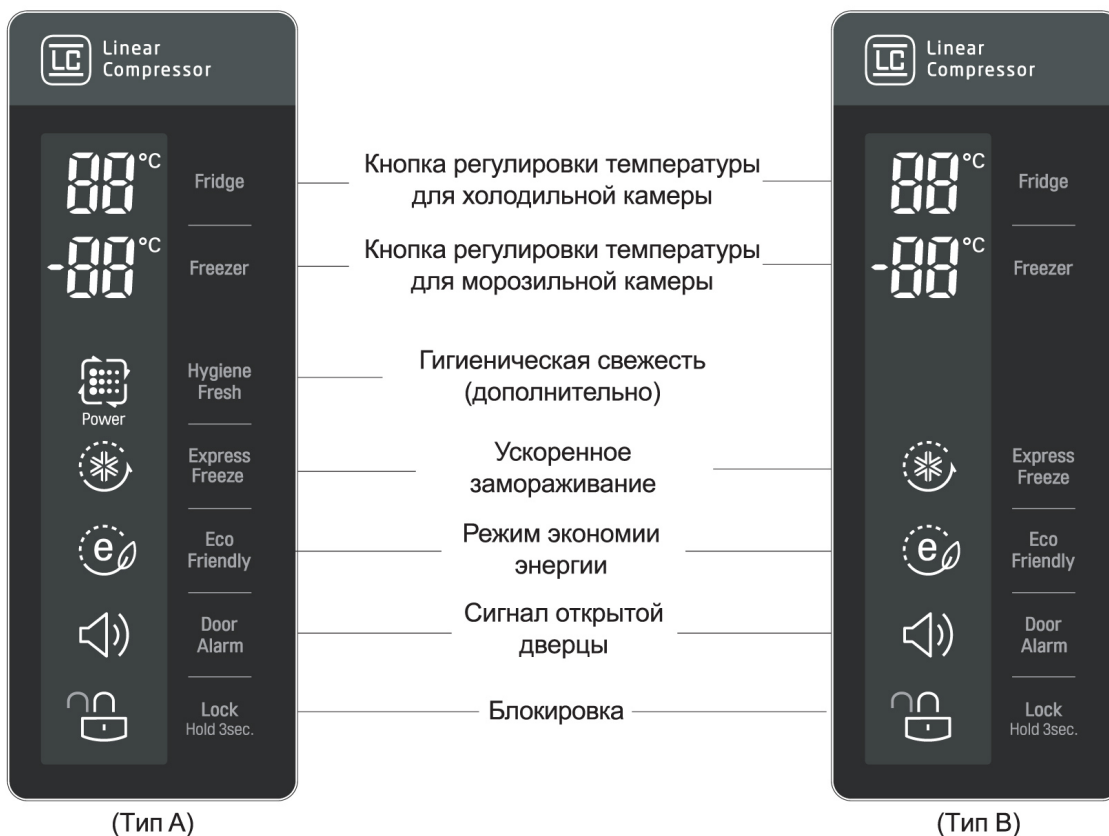 LC Linear
Compressor
88 °C
Fridge
-88 °C
Freezer
Power
Hygiene
Fresh
Express
Freeze
e
Eco
Friendly
Door
Alarm
Lock
Hold 3sec.
(Тип A)
Кнопка регулировки температуры
для холодильной камеры
Кнопка регулировки температуры
для морозильной камеры
Гигиеническая свежесть
(дополнительно)
Ускоренное
замораживание
Режим экономии
энергии
Сигнал открытой
дверцы
Блокировка
LC Linear
Compressor
88 °C
Fridge
-88 °C
Freezer
Express
Freeze
e
Eco
Friendly
Door
Alarm
Lock
Hold 3sec.
(Тип B)